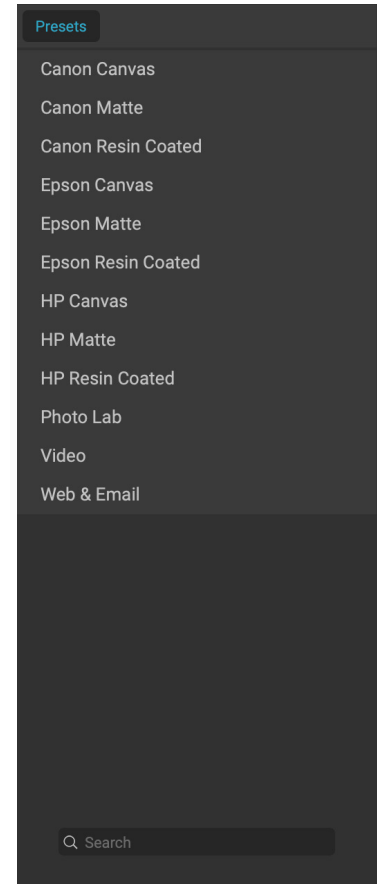 Presets
Canon Canvas
Canon Matte
Canon Resin Coated
Epson Canvas
Epson Matte
Epson Resin Coated
HP Canvas
HP Matte
HP Resin Coated
Photo Lab
Video
Web & Email
Search